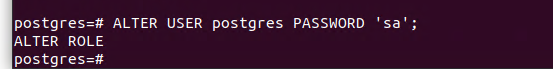 postgres=# ALTER USER postgres PASSWORD 'sa';
ALTER ROLE
postgres=#